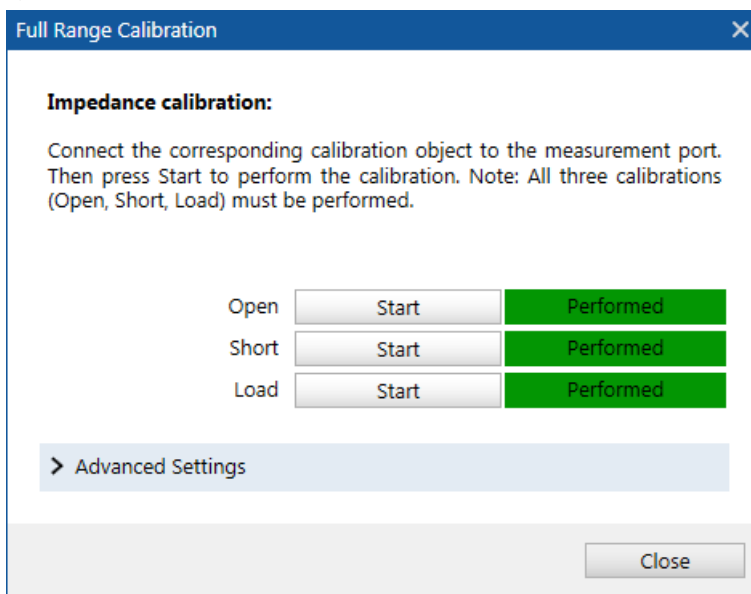 Full Range Calibration
Impedance calibration:
Connect the corresponding calibration object to the measurement port.
Then press Start to perform the calibration. Note: All three calibrations
(Open, Short, Load) must be performed.
Open Start Performed
Short Start Performed
Load Start Performed
Advanced Settings
Close